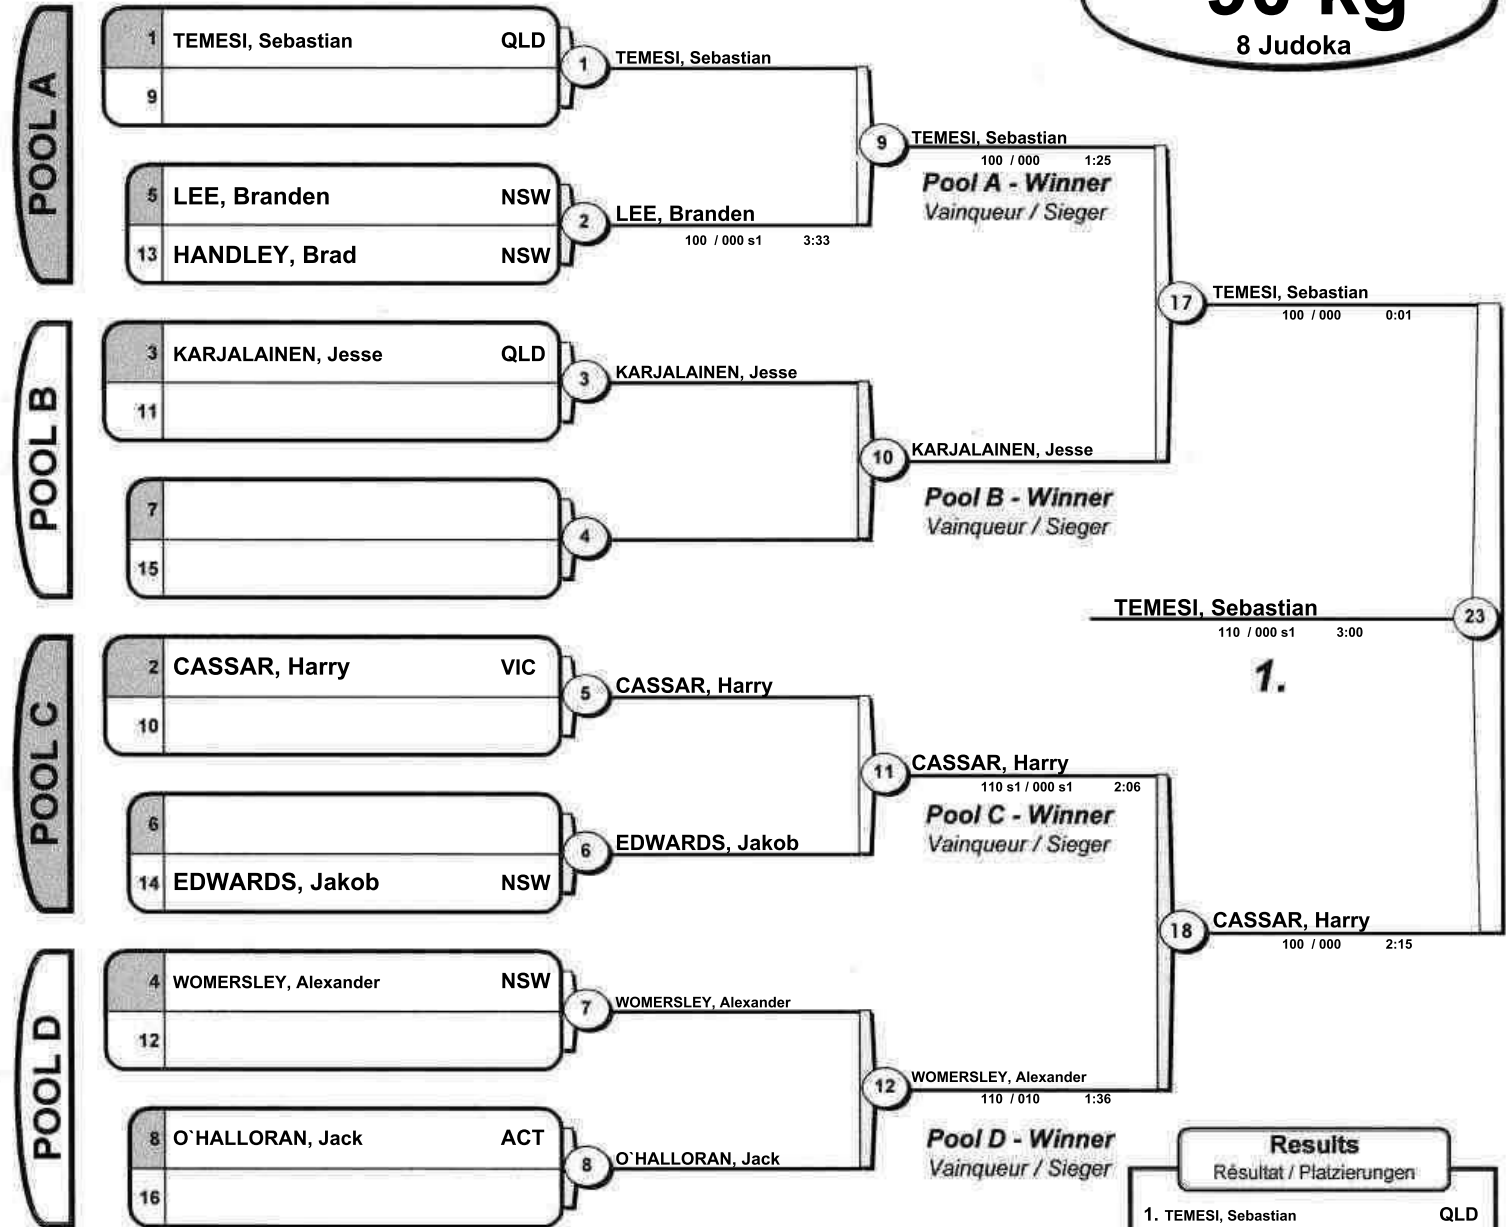 90 kg
8 Judoka
POOL A
1 TEMESI, Sebastian QLD
9
1 TEMESI, Sebastian
5 LEE, Branden NSW
13 HANDLEY, Brad NSW
2 LEE, Branden
100 / 000 s1 3:33
9 TEMESI, Sebastian
100 / 000 1:25
Pool A - Winner
Vainqueur / Sieger
POOL B
3 KARJALAINEN, Jesse QLD
11
3 KARJALAINEN, Jesse
7
15
4
10 KARJALAINEN, Jesse
Pool B - Winner
Vainqueur / Sieger
17 TEMESI, Sebastian
100 / 000 0:01
TEMESI, Sebastian 23
110 / 000 s1 3:00
1.
POOL C
2 CASSAR, Harry VIC
10
5 CASSAR, Harry
6
14 EDWARDS, Jakob NSW
6 EDWARDS, Jakob
11 CASSAR, Harry
110 s1 / 000 s1 2:06
Pool C - Winner
Vainqueur / Sieger
18 CASSAR, Harry
100 / 000 2:15
POOL D
4 WOMERSLEY, Alexander NSW
12
7 WOMERSLEY, Alexander
8 O`HALLORAN, Jack ACT
16
8 O`HALLORAN, Jack
12 WOMERSLEY, Alexander
110 / 010 1:36
Pool D - Winner
Vainqueur / Sieger
Results
Résultat / Platzierungen
1. TEMESI, Sebastian QLD